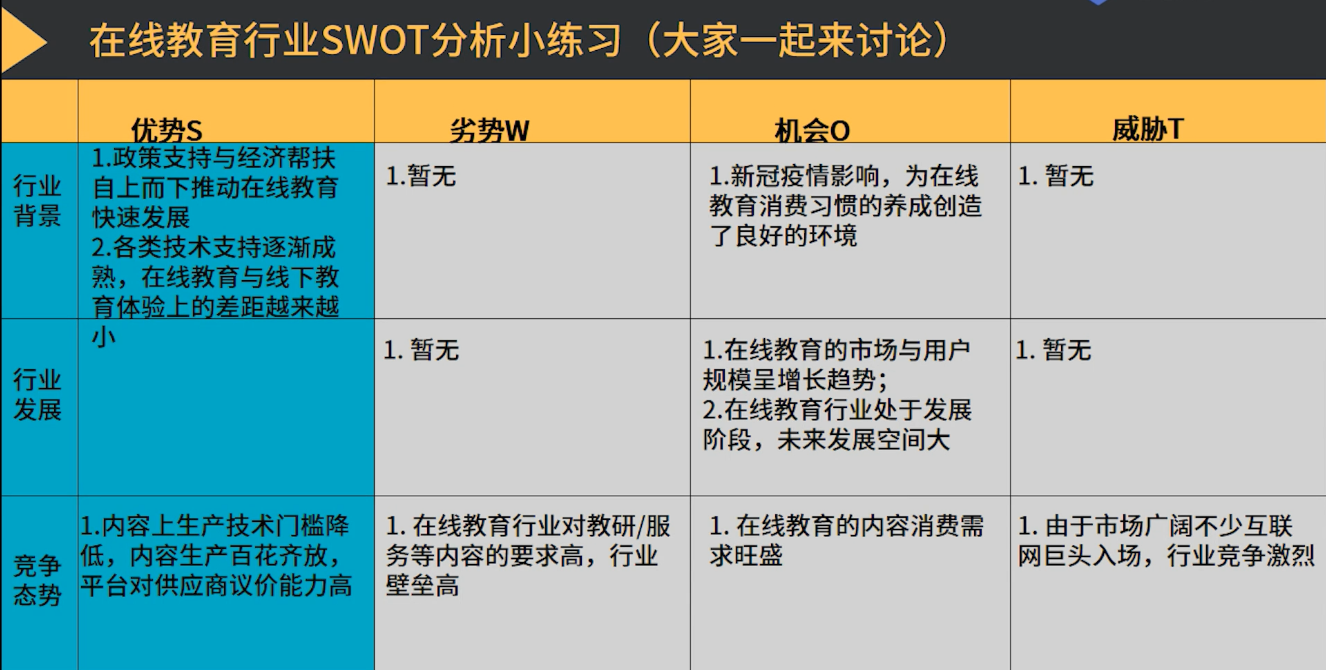 在线教育行业SWOT分析小练习（大家一起来讨论）
优势S
劣势W
机会O
威胁T
行业
背景
1.政策支持与经济帮扶
自上而下推动在线教育
快速发展
2.各类技术支持逐渐成
熟，在线教育与线下教
育体验上的差距越来越
小
1.暂无
1.新冠疫情影响，为在线
教育消费习惯的养成创造
了良好的环境
1. 暂无
行业
发展
1. 暂无
1.在线教育的市场与用户
规模呈增长趋势；
2.在线教育行业处于发展
阶段，未来发展空间大
1. 暂无
竞争
态势
1.内容上生产技术门槛降
低，内容生产百花齐放，
平台对供应商议价能力高
1. 在线教育行业对教研/服
务等内容的要求高，行业
壁垒高
1. 在线教育的内容消费需
求旺盛
1. 由于市场广阔不少互联
网巨头入场，行业竞争激烈